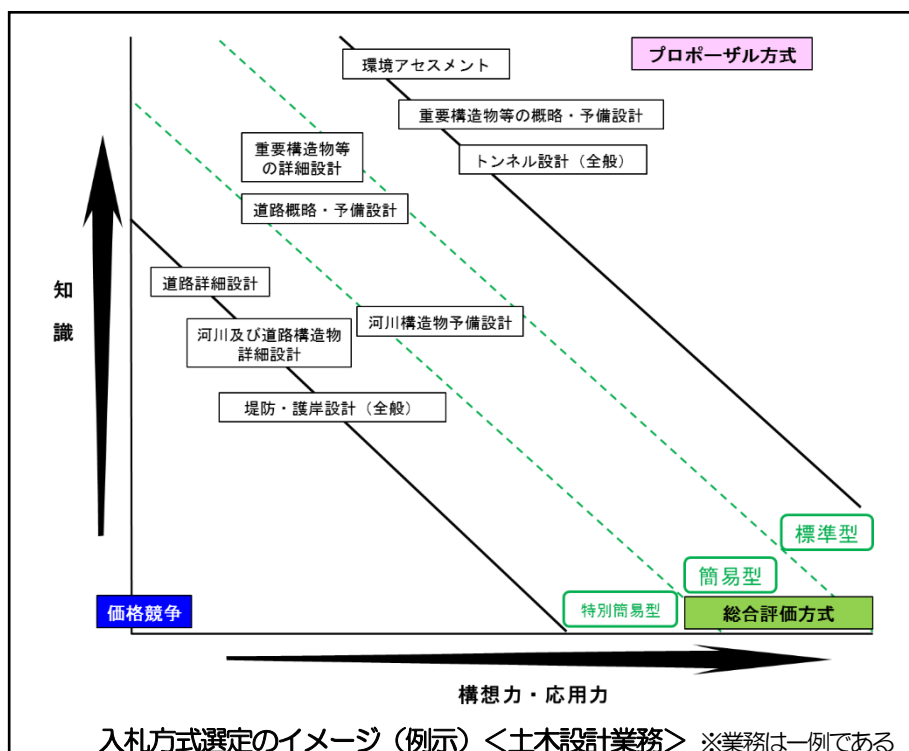 プロポーザル方式
環境アセスメント
重要構造物等の概略・予備設計
重要構造物等
の詳細設計
トンネル設計（全般）
道路概略・予備設計
知
識
道路詳細設計
河川及び道路構造物
詳細設計
河川構造物予備設計
堤防・護岸設計（全般）
標準型
簡易型
価格競争
特別簡易型
総合評価方式
構想力・応用力
入札方式選定のイメージ（例示）＜土木設計業務＞ ※業務は一例である